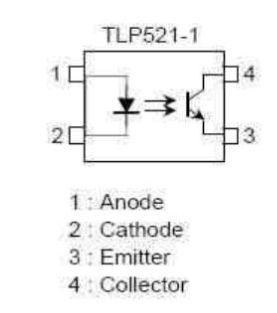 TLP521-1
1 4
2 3
1 : Anode
2 : Cathode
3 : Emitter
4 : Collector